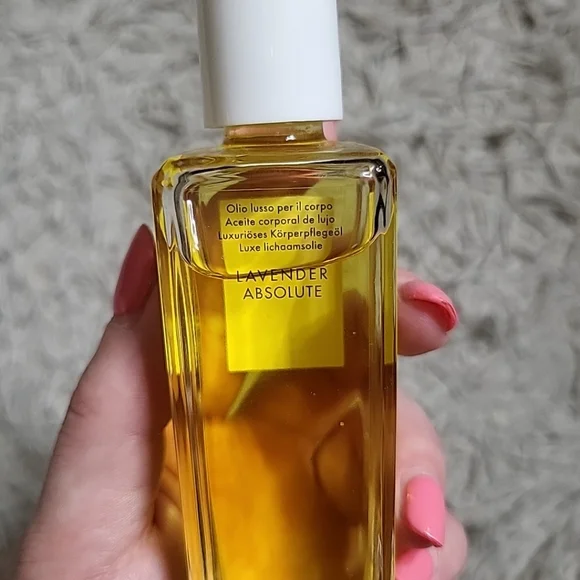 Olio lusso per il corpo
Aceite corporal de lujo
Luxuriöses Körperpflegeöl
Luxe lichaamsolie
LAVENDER
ABSOLUTE